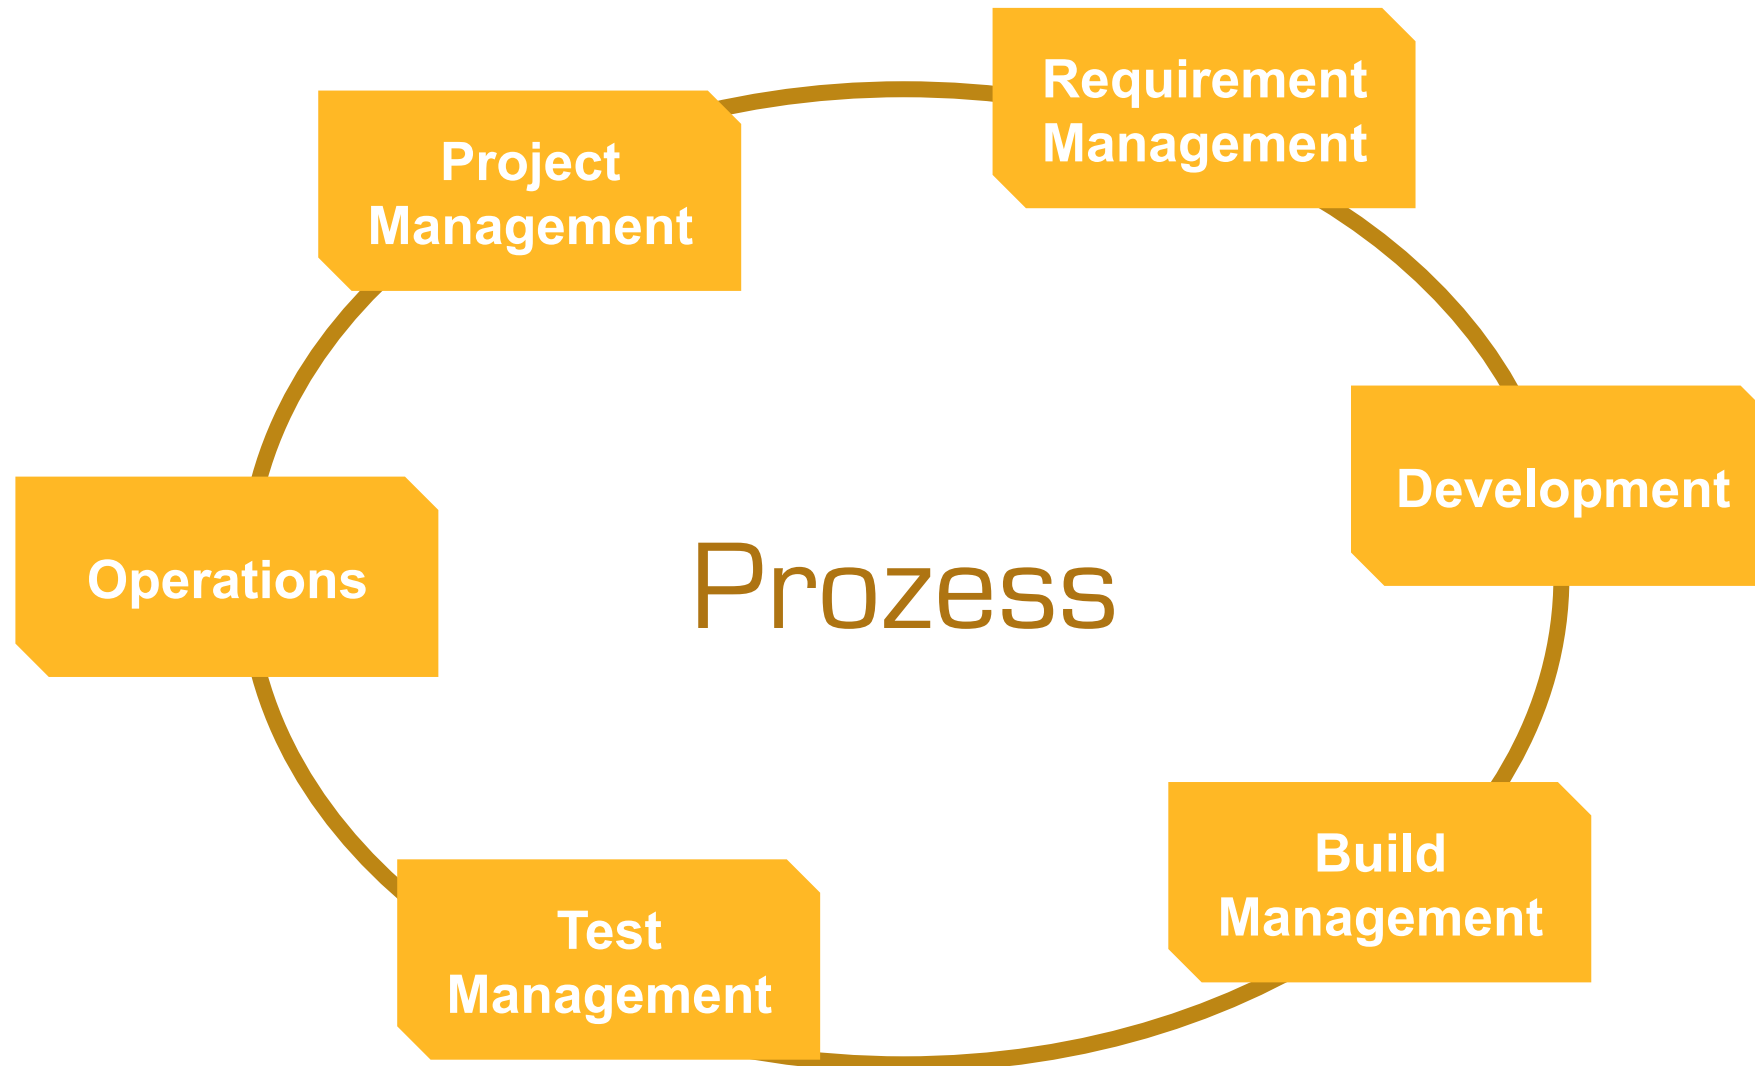 Requirement
Management
Project
Management
Development
Operations
Prozess
Build
Management
Test
Management